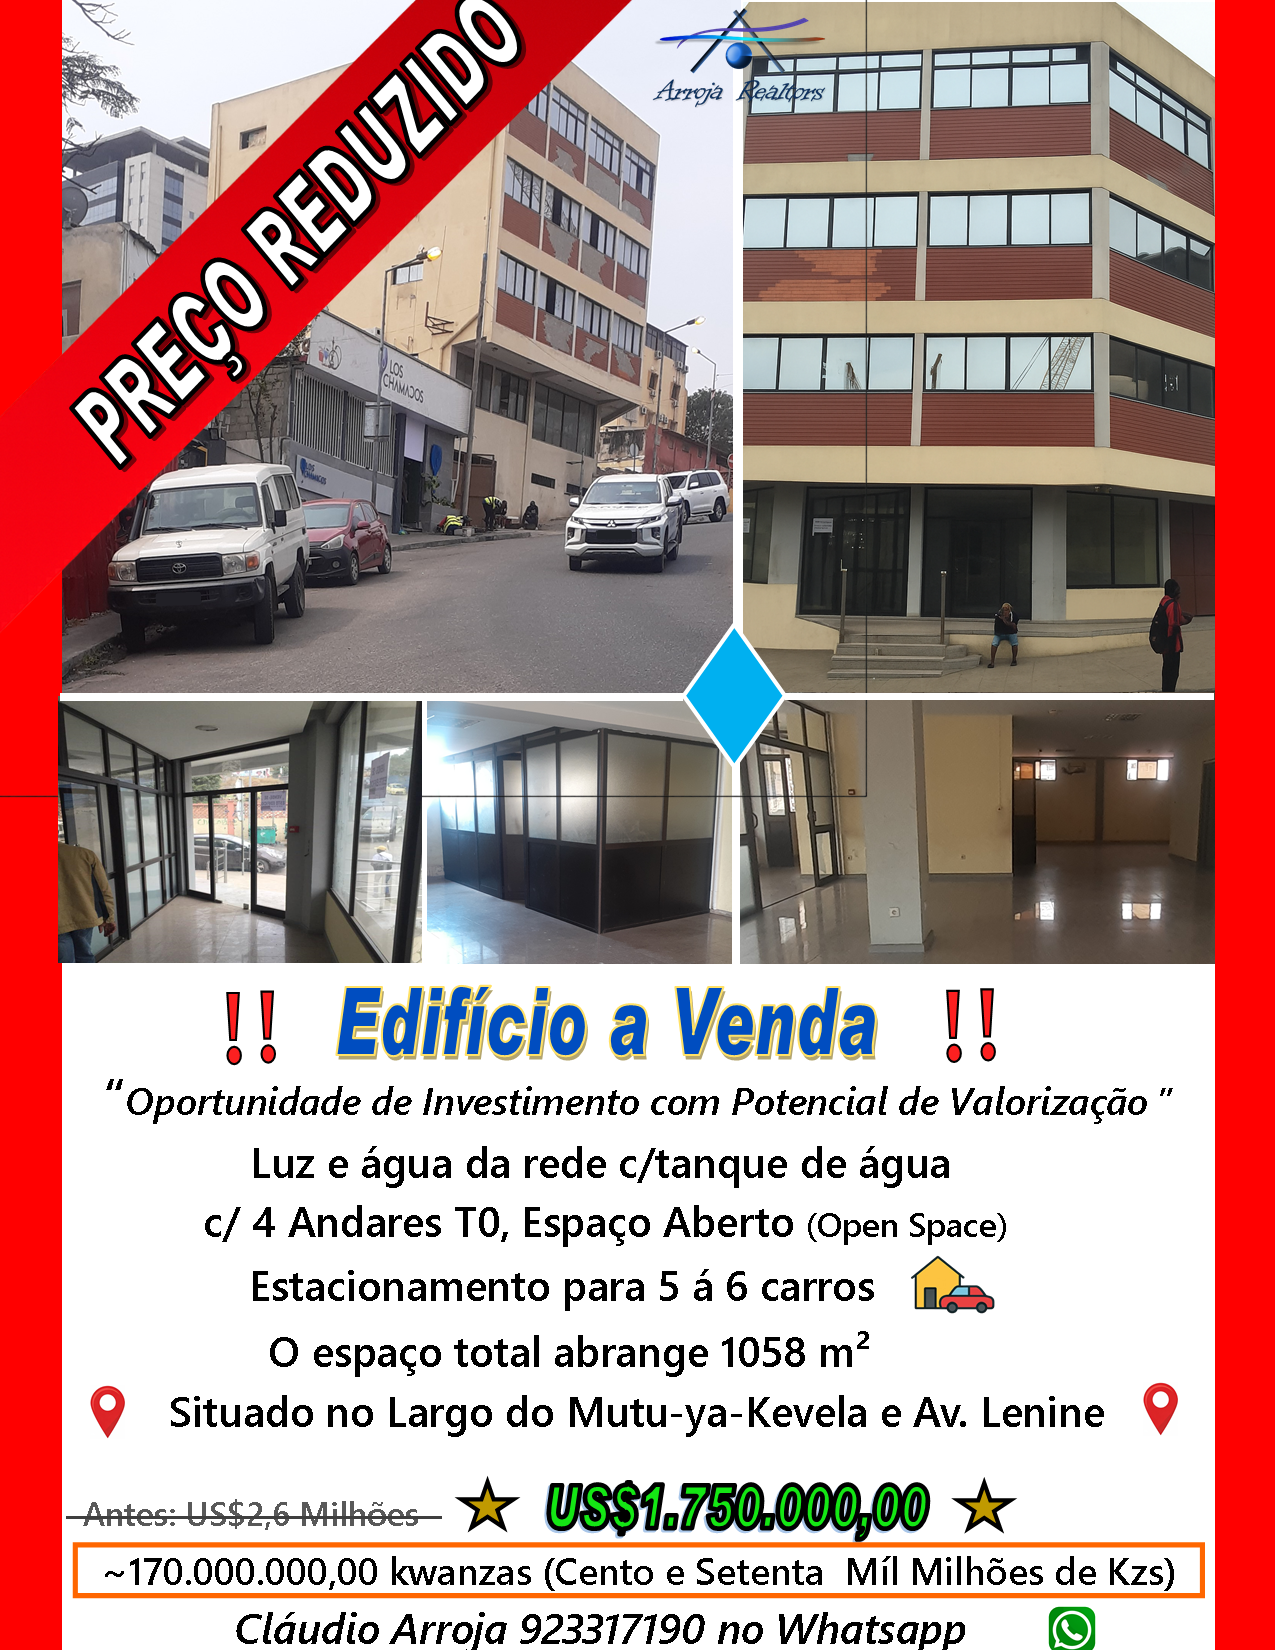 PREÇO REDUZIDO
Arroja Realtors
LOS
CHAMADOS
LOS
CHAMADOS
!! Edifício a Venda !!
“Oportunidade de Investimento com Potencial de Valorização ”
Luz e água da rede c/tanque de água
c/ 4 Andares T0, Espaço Aberto (Open Space)
Estacionamento para 5 á 6 carros
O espaço total abrange 1058 m²
Situado no Largo do Mutu-ya-Kevela e Av. Lenine
Antes: US$2,6 Milhões
US$1.750.000,00
~170.000.000,00 kwanzas (Cento e Setenta Míl Milhões de Kzs)
Cláudio Arroja 923317190 no Whatsapp